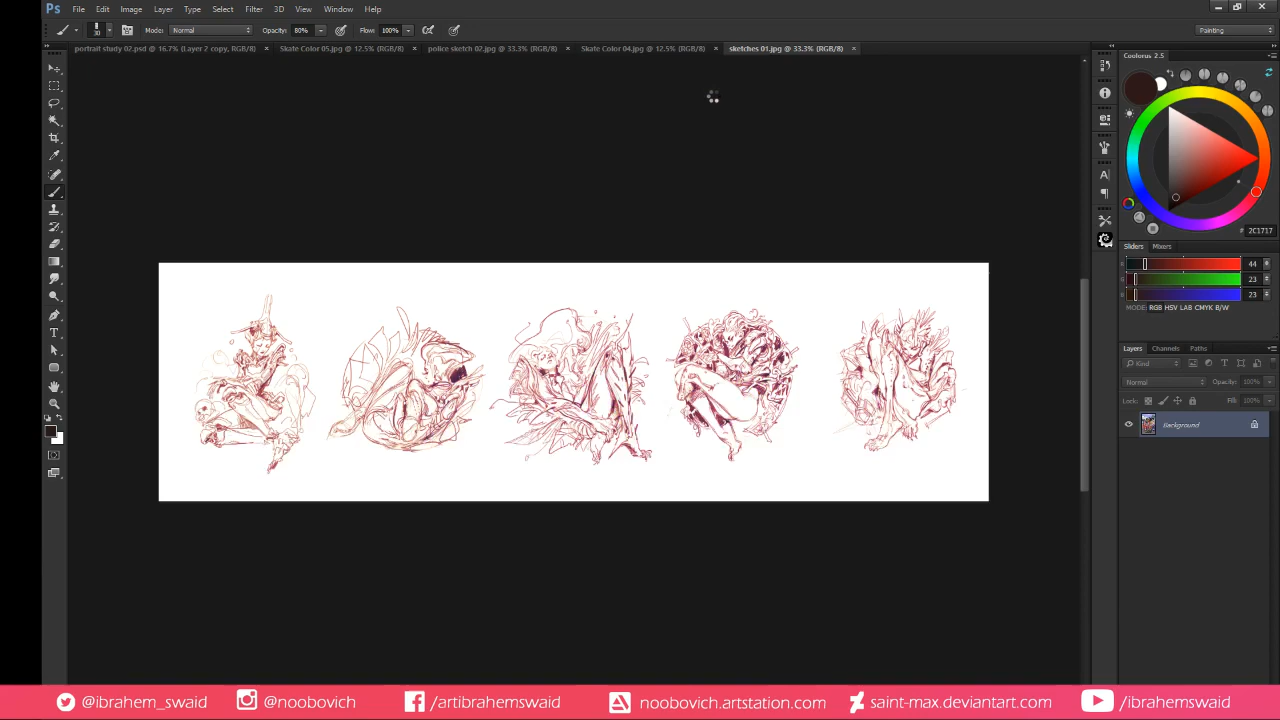 Ps File Edit Image Layer Type Select Filter 3D View Window Help
30 Mode: Normal Opacity: 80% Flow: 100% Painting
portrait study 02.psd @ 16.7% (Layer 2 copy, RGB/8) × Skate Color 05.jpg @ 12.5% (RGB/8) × police sketch 02.jpg @ 33.3% (RGB/8) × Skate Color 04.jpg @ 12.5% (RGB/8) × sketches 01.jpg @ 33.3% (RGB/8) ×
Coolorus 2.5
# 2C1717
Sliders Mixers
44
23
23
MODE: RGB HSV LAB CMYK B/W
Layers Channels Paths
Kind
Normal Opacity: 100%
Lock: Fill: 100%
Background
@ibrahem_swaid @noobovich /artibrahemswaid noobovich.artstation.com saint-max.deviantart.com /ibrahemswaid